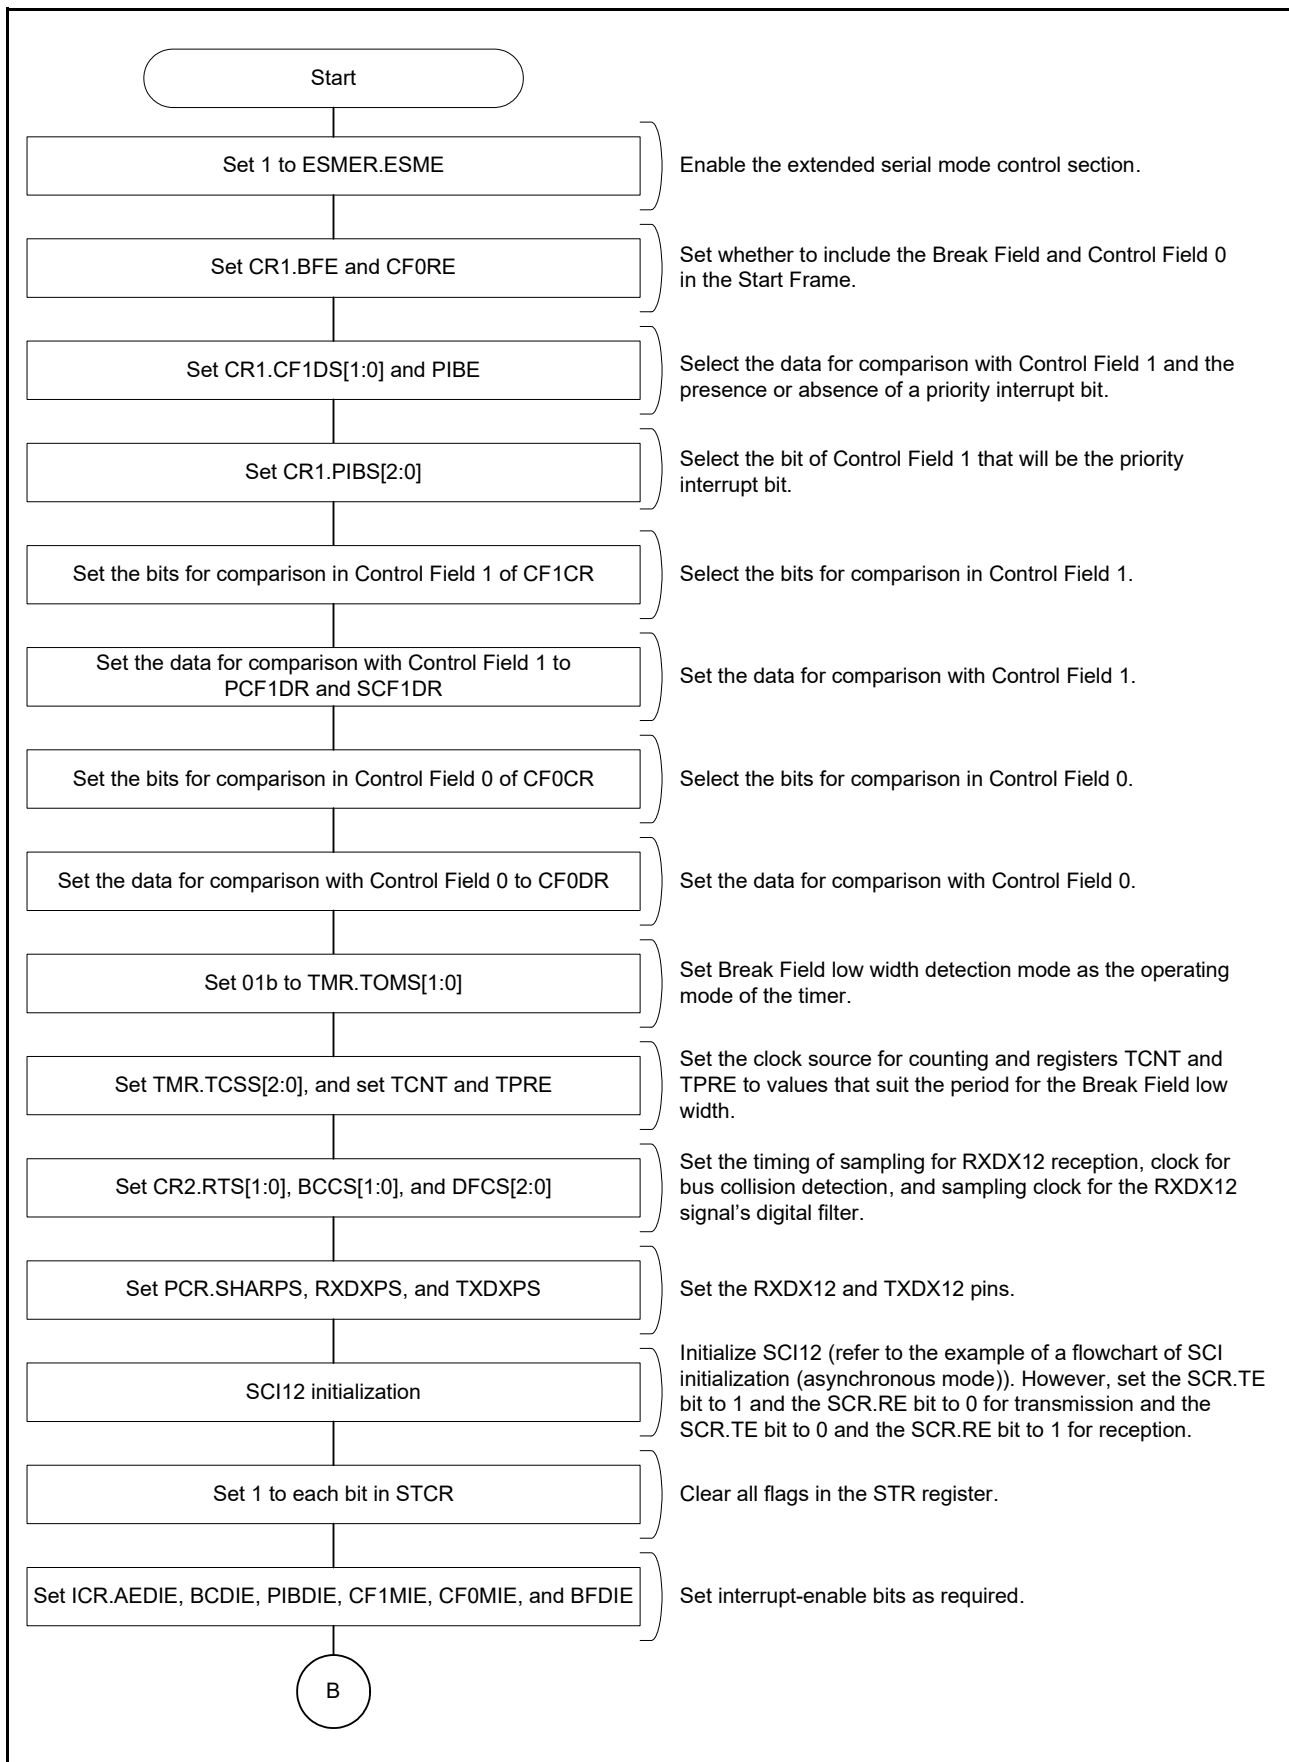 Start
Set 1 to ESMER.ESME
Enable the extended serial mode control section.
Set CR1.BFE and CF0RE
Set whether to include the Break Field and Control Field 0
in the Start Frame.
Set CR1.CF1DS[1:0] and PIBE
Select the data for comparison with Control Field 1 and the
presence or absence of a priority interrupt bit.
Set CR1.PIBS[2:0]
Select the bit of Control Field 1 that will be the priority
interrupt bit.
Set the bits for comparison in Control Field 1 of CF1CR
Select the bits for comparison in Control Field 1.
Set the data for comparison with Control Field 1 to
PCF1DR and SCF1DR
Set the data for comparison with Control Field 1.
Set the bits for comparison in Control Field 0 of CF0CR
Select the bits for comparison in Control Field 0.
Set the data for comparison with Control Field 0 to CF0DR
Set the data for comparison with Control Field 0.
Set 01b to TMR.TOMS[1:0]
Set Break Field low width detection mode as the operating
mode of the timer.
Set TMR.TCSS[2:0], and set TCNT and TPRE
Set the clock source for counting and registers TCNT and
TPRE to values that suit the period for the Break Field low
width.
Set CR2.RTS[1:0], BCCS[1:0], and DFCS[2:0]
Set the timing of sampling for RXDX12 reception, clock for
bus collision detection, and sampling clock for the RXDX12
signal’s digital filter.
Set PCR.SHARPS, RXDXPS, and TXDXPS
Set the RXDX12 and TXDX12 pins.
SCI12 initialization
Initialize SCI12 (refer to the example of a flowchart of SCI
initialization (asynchronous mode)). However, set the SCR.TE
bit to 1 and the SCR.RE bit to 0 for transmission and the
SCR.TE bit to 0 and the SCR.RE bit to 1 for reception.
Set 1 to each bit in STCR
Clear all flags in the STR register.
Set ICR.AEDIE, BCDIE, PIBDIE, CF1MIE, CF0MIE, and BFDIE
Set interrupt-enable bits as required.
B